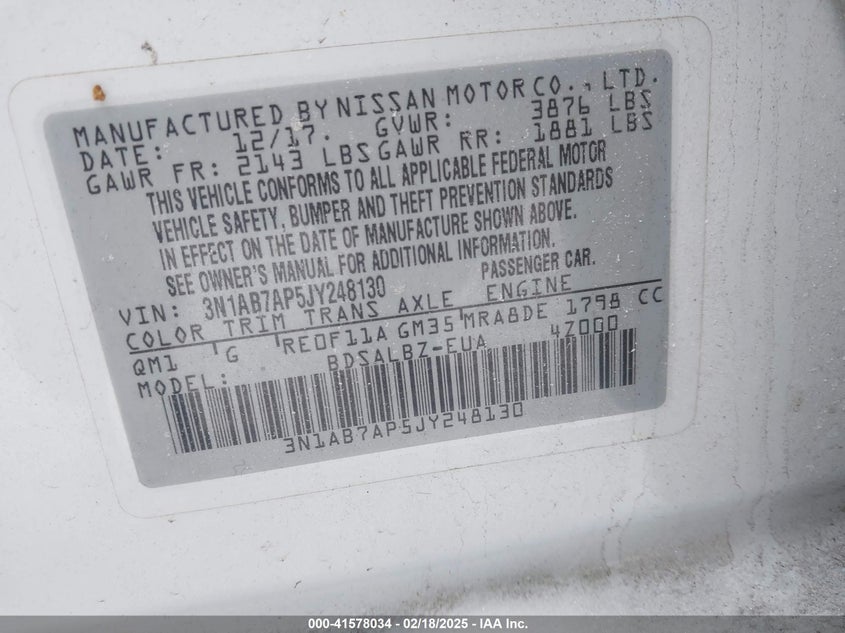 MANUFACTURED BY NISSAN MOTOR CO., LTD.
DATE: 12/17. GVWR: 3876 LBS
GAWR FR: 2143 LBS GAWR RR: 1881 LBS
THIS VEHICLE CONFORMS TO ALL APPLICABLE FEDERAL MOTOR
VEHICLE SAFETY, BUMPER AND THEFT PREVENTION STANDARDS
IN EFFECT ON THE DATE OF MANUFACTURE SHOWN ABOVE.
SEE OWNER'S MANUAL FOR ADDITIONAL INFORMATION.
VIN: 3N1AB7AP5JY248130 PASSENGER CAR.
COLOR TRIM TRANS AXLE ENGINE
QM1 G RE0F11A GM35 MRA8DE 1798 CC
MODEL: BDSALBZ-EUA 4Z000
3N1AB7AP5JY248130
000-41578034 - 02/18/2025 - IAA Inc.